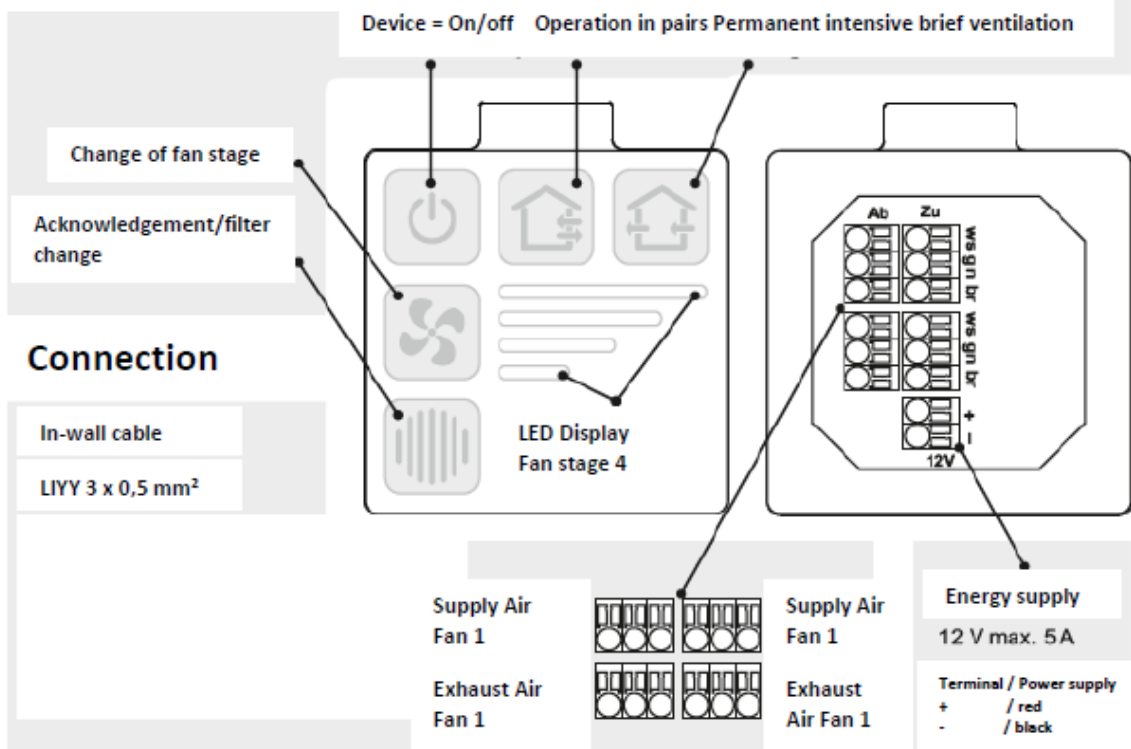 Device = On/off Operation in pairs Permanent intensive brief ventilation
Change of fan stage
Acknowledgement/filter
change
Connection
In-wall cable
LIYY 3 x 0,5 mm²
LED Display
Fan stage 4
Ab Zu
ws gn br
ws gn br
+
–
12V
Supply Air
Fan 1
Supply Air
Fan 1
Exhaust Air
Fan 1
Exhaust
Air Fan 1
Energy supply
12 V max. 5A
Terminal / Power supply
+ / red
- / black